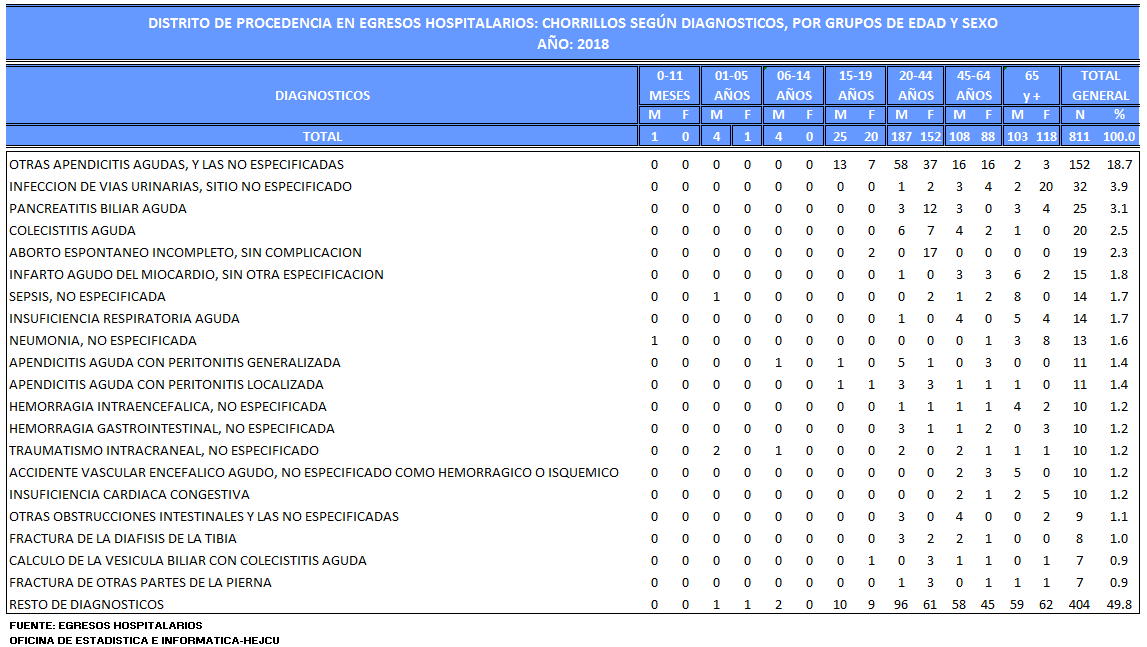 DISTRITO DE PROCEDENCIA EN EGRESOS HOSPITALARIOS: CHORRILLOS SEGÚN DIAGNOSTICOS, POR GRUPOS DE EDAD Y SEXO
AÑO: 2018
DIAGNOSTICOS 0-11 MESES 01-05 AÑOS 06-14 AÑOS 15-19 AÑOS 20-44 AÑOS 45-64 AÑOS 65 y + TOTAL GENERAL
M F M F M F M F M F M F M F N %
TOTAL 1 0 4 1 4 0 25 20 187 152 108 88 103 118 811 100.0
OTRAS APENDICITIS AGUDAS, Y LAS NO ESPECIFICADAS 0 0 0 0 0 0 13 7 58 37 16 16 2 3 152 18.7
INFECCION DE VIAS URINARIAS, SITIO NO ESPECIFICADO 0 0 0 0 0 0 0 0 1 2 3 4 2 20 32 3.9
PANCREATITIS BILIAR AGUDA 0 0 0 0 0 0 0 0 3 12 3 0 3 4 25 3.1
COLECISTITIS AGUDA 0 0 0 0 0 0 0 0 6 7 4 2 1 0 20 2.5
ABORTO ESPONTANEO INCOMPLETO, SIN COMPLICACION 0 0 0 0 0 0 0 2 0 17 0 0 0 0 19 2.3
INFARTO AGUDO DEL MIOCARDIO, SIN OTRA ESPECIFICACION 0 0 0 0 0 0 0 0 1 0 3 3 6 2 15 1.8
SEPSIS, NO ESPECIFICADA 0 0 1 0 0 0 0 0 0 2 1 2 8 0 14 1.7
INSUFICIENCIA RESPIRATORIA AGUDA 0 0 0 0 0 0 0 0 1 0 4 0 5 4 14 1.7
NEUMONIA, NO ESPECIFICADA 1 0 0 0 0 0 0 0 0 0 0 1 3 8 13 1.6
APENDICITIS AGUDA CON PERITONITIS GENERALIZADA 0 0 0 0 1 0 1 0 5 1 0 3 0 0 11 1.4
APENDICITIS AGUDA CON PERITONITIS LOCALIZADA 0 0 0 0 0 0 1 1 3 3 1 1 1 0 11 1.4
HEMORRAGIA INTRAENCEFALICA, NO ESPECIFICADA 0 0 0 0 0 0 0 0 1 1 1 1 4 2 10 1.2
HEMORRAGIA GASTROINTESTINAL, NO ESPECIFICADA 0 0 0 0 0 0 0 0 3 1 1 2 0 3 10 1.2
TRAUMATISMO INTRACRANEAL, NO ESPECIFICADO 0 0 2 0 1 0 0 0 2 0 2 1 1 1 10 1.2
ACCIDENTE VASCULAR ENCEFALICO AGUDO, NO ESPECIFICADO COMO HEMORRAGICO O ISQUEMICO 0 0 0 0 0 0 0 0 0 0 2 3 5 0 10 1.2
INSUFICIENCIA CARDIACA CONGESTIVA 0 0 0 0 0 0 0 0 0 0 2 1 2 5 10 1.2
OTRAS OBSTRUCCIONES INTESTINALES Y LAS NO ESPECIFICADAS 0 0 0 0 0 0 0 0 3 0 4 0 0 2 9 1.1
FRACTURA DE LA DIAFISIS DE LA TIBIA 0 0 0 0 0 0 0 0 3 2 2 1 0 0 8 1.0
CALCULO DE LA VESICULA BILIAR CON COLECISTITIS AGUDA 0 0 0 0 0 0 0 1 0 3 1 1 0 1 7 0.9
FRACTURA DE OTRAS PARTES DE LA PIERNA 0 0 0 0 0 0 0 0 1 3 0 1 1 1 7 0.9
RESTO DE DIAGNOSTICOS 0 0 1 1 2 0 10 9 96 61 58 45 59 62 404 49.8
FUENTE: EGRESOS HOSPITALARIOS
OFICINA DE ESTADISTICA E INFORMATICA-HEJCU